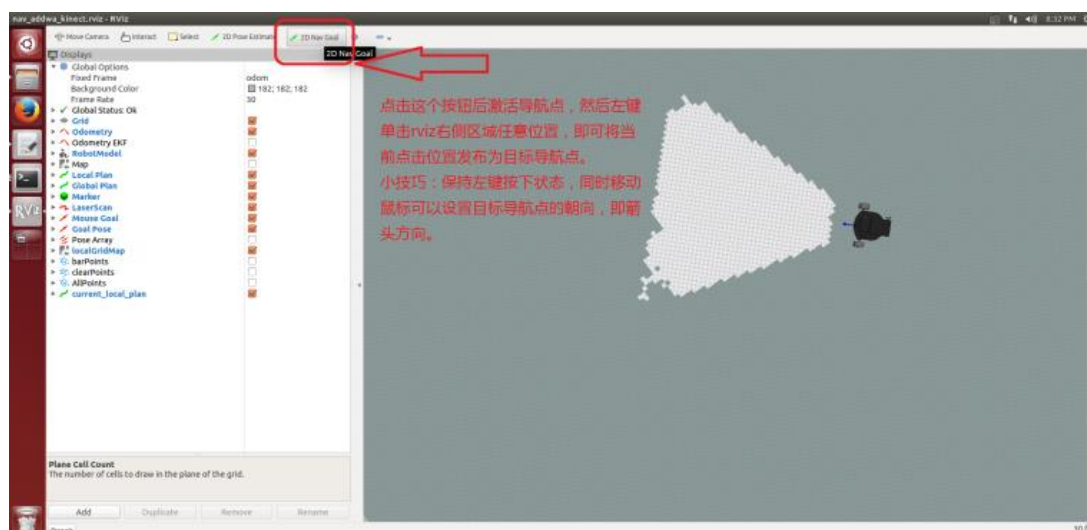 nav_addwa_kinect.rviz - RViz
8:32 PM
Move Camera Interact Select 2D Pose Estimate 2D Nav Goal
2D Nav Goal
Displays
Global Options
Fixed Frame odom
Background Color 182; 182; 182
Frame Rate 30
Global Status: Ok
Grid
Odometry
Odometry EKF
RobotModel
Map
Local Plan
Global Plan
Marker
LaserScan
Mouse Goal
Goal Pose
Pose Array
localGridMap
barPoints
clearPoints
AllPoints
current_local_plan
点击这个按钮后激活导航点，然后左键
单击rviz右侧区域任意位置，即可将当
前点击位置发布为目标导航点。
小技巧：保持左键按下状态，同时移动
鼠标可以设置目标导航点的朝向，即箭
头方向。
RViz
Plane Cell Count
The number of cells to draw in the plane of the grid.
Add Duplicate Remove Rename